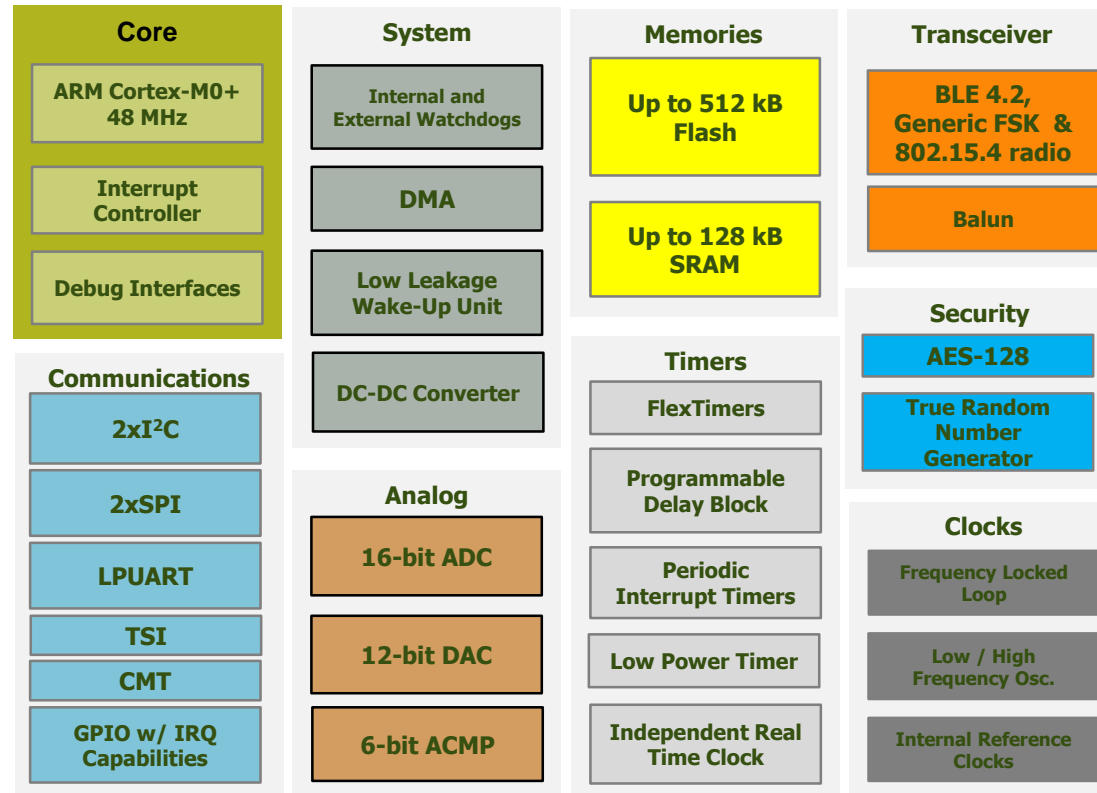 Core
ARM Cortex-M0+
48 MHz
Interrupt
Controller
Debug Interfaces
System
Internal and
External Watchdogs
DMA
Low Leakage
Wake-Up Unit
DC-DC Converter
Memories
Up to 512 kB
Flash
Up to 128 kB
SRAM
Transceiver
BLE 4.2,
Generic FSK &
802.15.4 radio
Balun
Security
AES-128
True Random
Number
Generator
Communications
2xI²C
2xSPI
LPUART
TSI
CMT
GPIO w/ IRQ
Capabilities
Analog
16-bit ADC
12-bit DAC
6-bit ACMP
Timers
FlexTimers
Programmable
Delay Block
Periodic
Interrupt Timers
Low Power Timer
Independent Real
Time Clock
Clocks
Frequency Locked
Loop
Low / High
Frequency Osc.
Internal Reference
Clocks